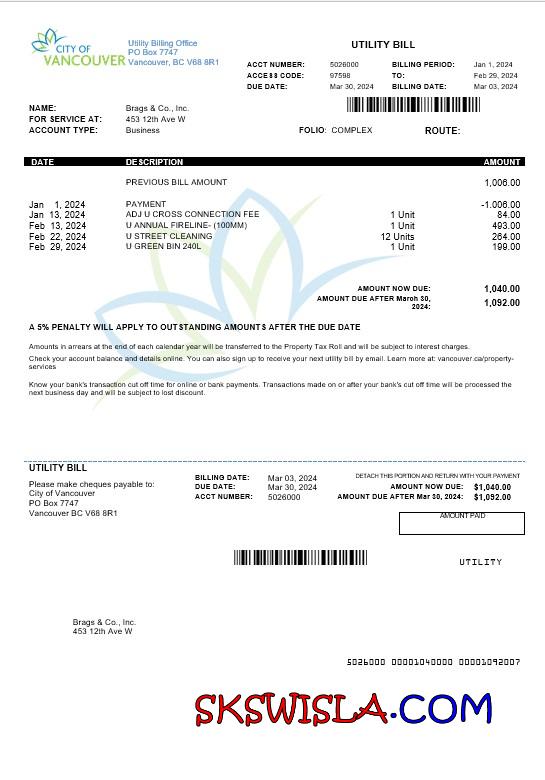 CITY OF
VANCOUVER
Utility Billing Office
PO Box 7747
Vancouver, BC V68 8R1
UTILITY BILL
ACCT NUMBER: 5026000 BILLING PERIOD: Jan 1, 2024
ACCESS CODE: 97598 TO: Feb 29, 2024
DUE DATE: Mar 30, 2024 BILLING DATE: Mar 03, 2024
NAME: Brags & Co., Inc.
FOR SERVICE AT: 453 12th Ave W
ACCOUNT TYPE: Business FOLIO: COMPLEX ROUTE:
DATE DESCRIPTION AMOUNT
PREVIOUS BILL AMOUNT 1,006.00
Jan 1, 2024 PAYMENT -1.006.00
Jan 13, 2024 ADJ U CROSS CONNECTION FEE 1 Unit 84.00
Feb 13, 2024 U ANNUAL FIRELINE- (100MM) 1 Unit 493.00
Feb 22, 2024 U STREET CLEANING 12 Units 264.00
Feb 29, 2024 U GREEN BIN 240L 1 Unit 199.00
AMOUNT NOW DUE: 1,040.00
AMOUNT DUE AFTER March 30,
2024: 1,092.00
A 5% PENALTY WILL APPLY TO OUTSTANDING AMOUNTS AFTER THE DUE DATE
Amounts in arrears at the end of each calendar year will be transferred to the Property Tax Roll and will be subject to interest charges.
Check your account balance and details online. You can also sign up to receive your next utility bill by email. Learn more at: vancouver.ca/property-
services
Know your bank's transaction cut off time for online or bank payments. Transactions made on or after your bank's cut off time will be processed the
next business day and will be subject to lost discount.
UTILITY BILL
Please make cheques payable to:
City of Vancouver
PO Box 7747
Vancouver BC V68 8R1
BILLING DATE: Mar 03, 2024
DUE DATE: Mar 30, 2024
ACCT NUMBER: 5026000
DETACH THIS PORTION AND RETURN WITH YOUR PAYMENT
AMOUNT NOW DUE: $1,040.00
AMOUNT DUE AFTER Mar 30, 2024: $1,092.00
AMOUNT PAID
UTILITY
Brags & Co., Inc.
453 12th Ave W
5026000 00001040000 00001092007
SKSWISLA.COM